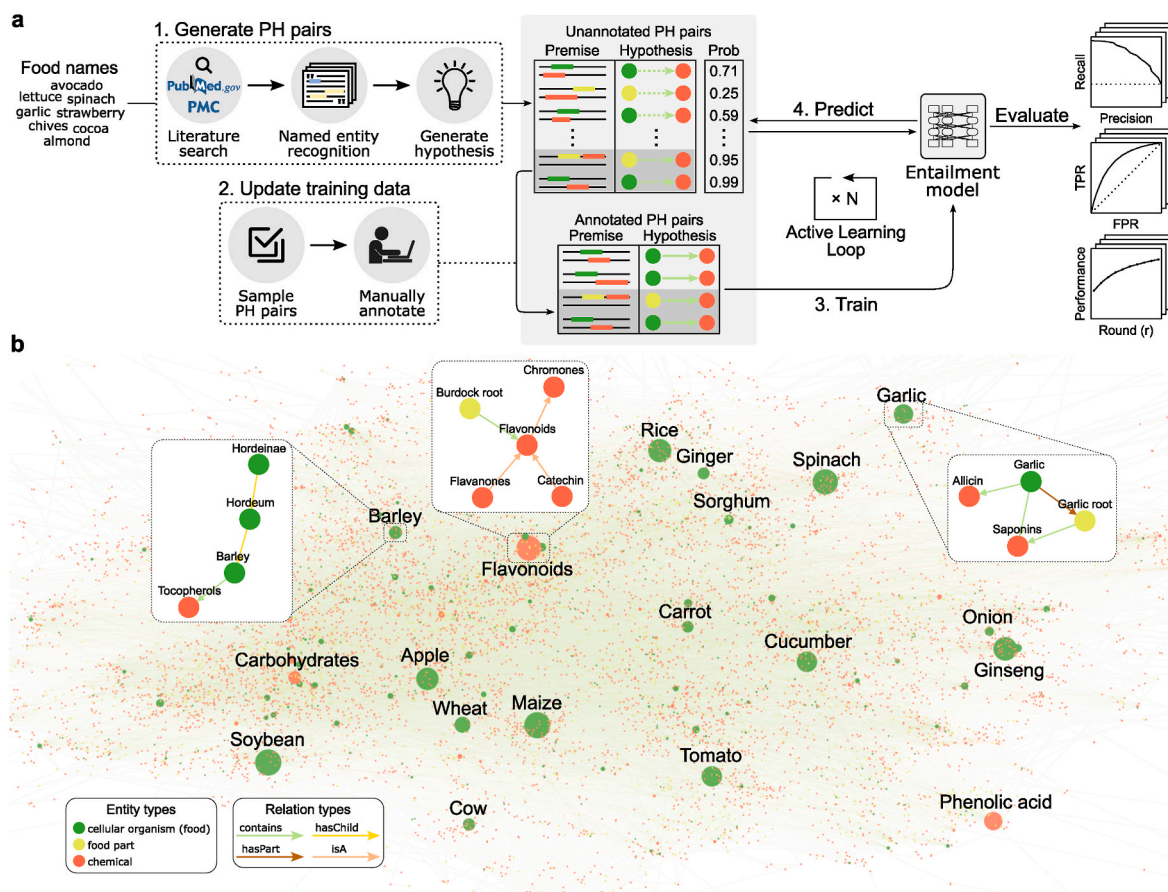 a
1. Generate PH pairs
Food names
avocado
lettuce spinach
garlic strawberry
chives cocoa
almond
PubMed.gov
PMC
Literature
search
Named entity
recognition
Generate
hypothesis
2. Update training data
Sample
PH pairs
Manually
annotate
Unannotated PH pairs
Premise Hypothesis Prob
0.71
0.25
0.59
0.95
0.99
Annotated PH pairs
Premise Hypothesis
4. Predict
Entailment
model
× N
Active Learning
Loop
3. Train
Evaluate
Recall
Precision
TPR
FPR
Performance
Round (r)
b
Hordeinae
Hordeum
Barley
Tocopherols
Barley
Chromones
Burdock root
Flavonoids
Flavanones
Catechin
Flavonoids
Rice
Ginger
Sorghum
Spinach
Garlic
Garlic
Allicin
Garlic root
Saponins
Carrot
Cucumber
Onion
Ginseng
Carbohydrates
Apple
Wheat
Maize
Soybean
Tomato
Cow
Phenolic acid
Entity types
cellular organism (food)
food part
chemical
Relation types
contains
hasChild
hasPart
isA